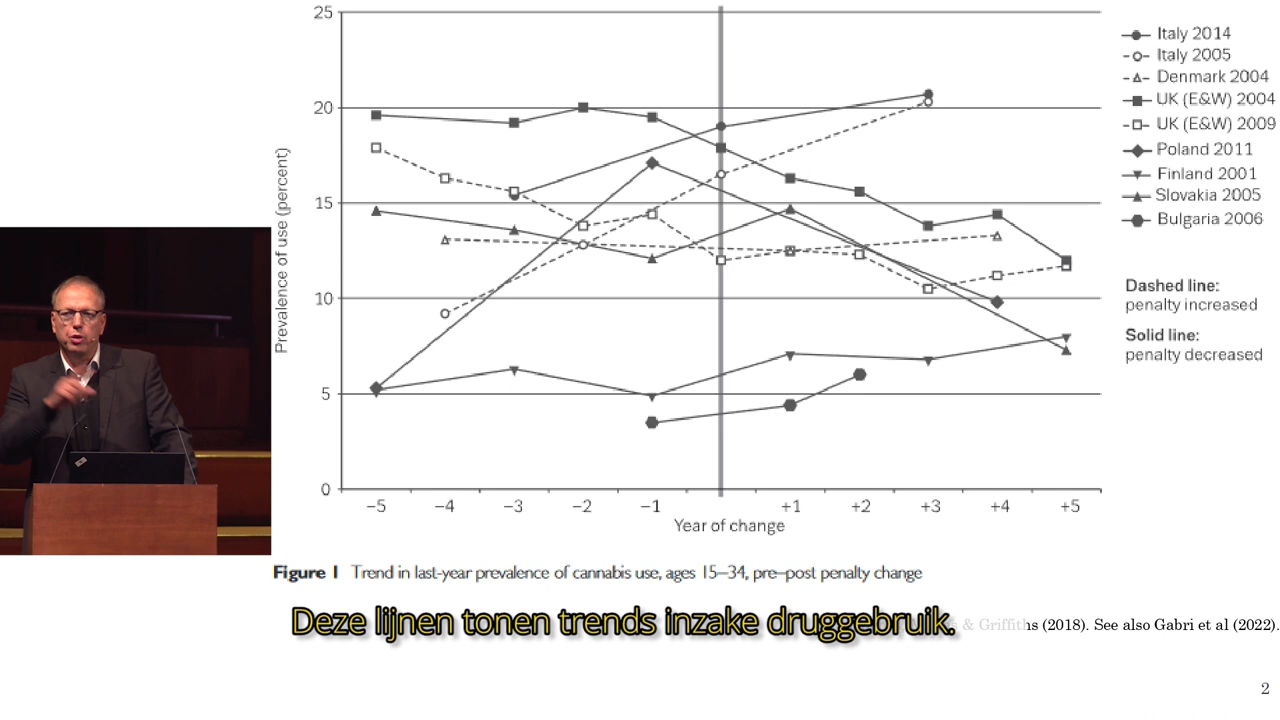 25
20
15
10
5
0
Prevalence of use (percent)
−5 −4 −3 −2 −1 +1 +2 +3 +4 +5
Year of change
Italy 2014
Italy 2005
Denmark 2004
UK (E&W) 2004
UK (E&W) 2009
Poland 2011
Finland 2001
Slovakia 2005
Bulgaria 2006
Dashed line:
penalty increased
Solid line:
penalty decreased
Figure 1 Trend in last-year prevalence of cannabis use, ages 15–34, pre–post penalty change
Deze lijnen tonen trends inzake druggebruik.
& Griffiths (2018). See also Gabri et al (2022).
2